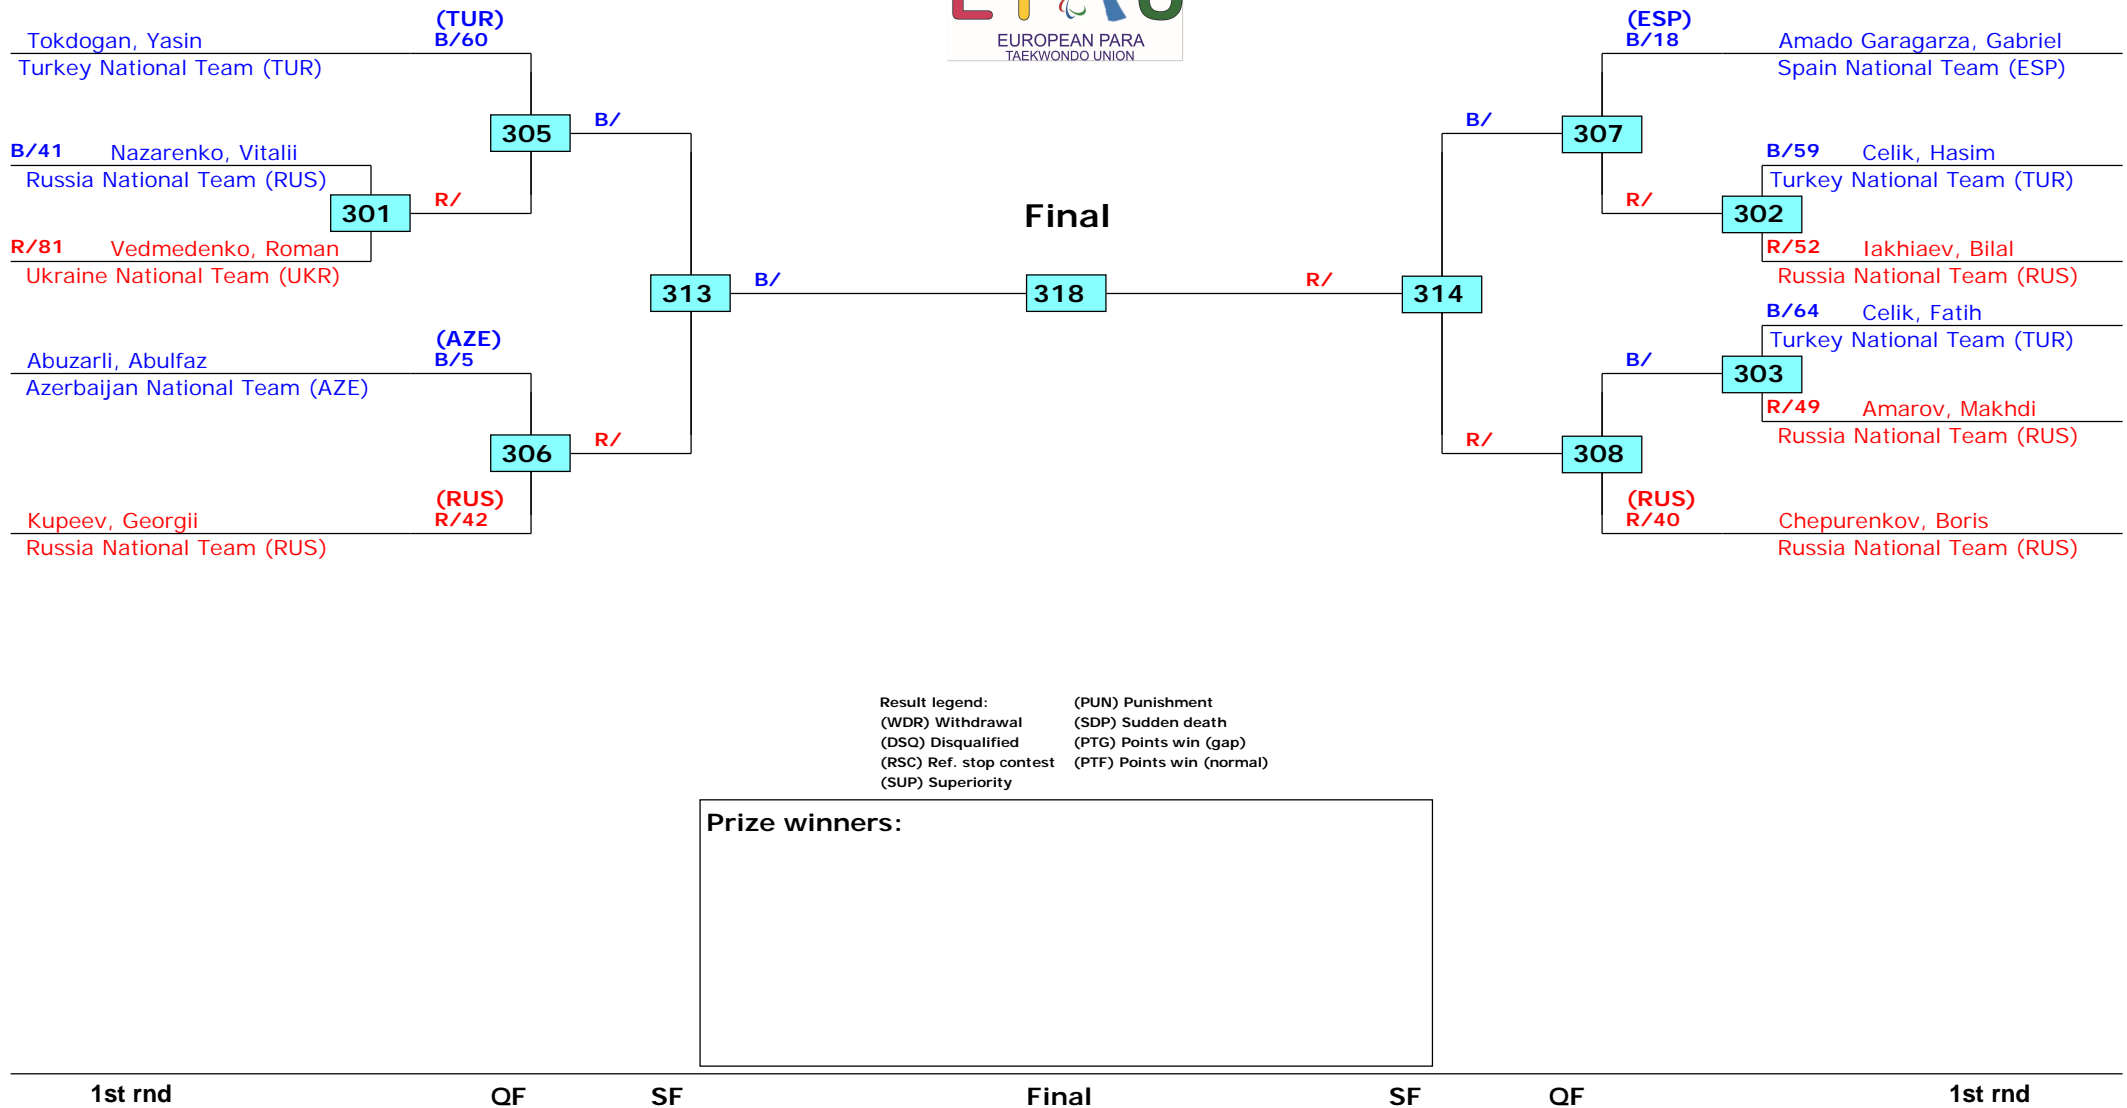 EUROPEAN PARA
TAEKWONDO UNION
(TUR)
Tokdogan, Yasin B/60
Turkey National Team (TUR)
305
B/
B/41 Nazarenko, Vitalii
Russia National Team (RUS)
301
R/
R/81 Vedmedenko, Roman
Ukraine National Team (UKR)
313
B/
(AZE)
Abuzarli, Abulfaz B/5
Azerbaijan National Team (AZE)
306
R/
(RUS)
Kupeev, Georgii R/42
Russia National Team (RUS)
Final
318
(ESP)
B/18 Amado Garagarza, Gabriel
Spain National Team (ESP)
B/
307
B/59 Celik, Hasim
Turkey National Team (TUR)
R/
302
R/52 Iakhiaev, Bilal
Russia National Team (RUS)
R/
314
B/64 Celik, Fatih
Turkey National Team (TUR)
B/
303
R/49 Amarov, Makhdi
Russia National Team (RUS)
R/
308
(RUS)
R/40 Chepurenkov, Boris
Russia National Team (RUS)
Result legend: (PUN) Punishment
(WDR) Withdrawal (SDP) Sudden death
(DSQ) Disqualified (PTG) Points win (gap)
(RSC) Ref. stop contest (PTF) Points win (normal)
(SUP) Superiority
Prize winners:
1st rnd QF SF Final SF QF 1st rnd